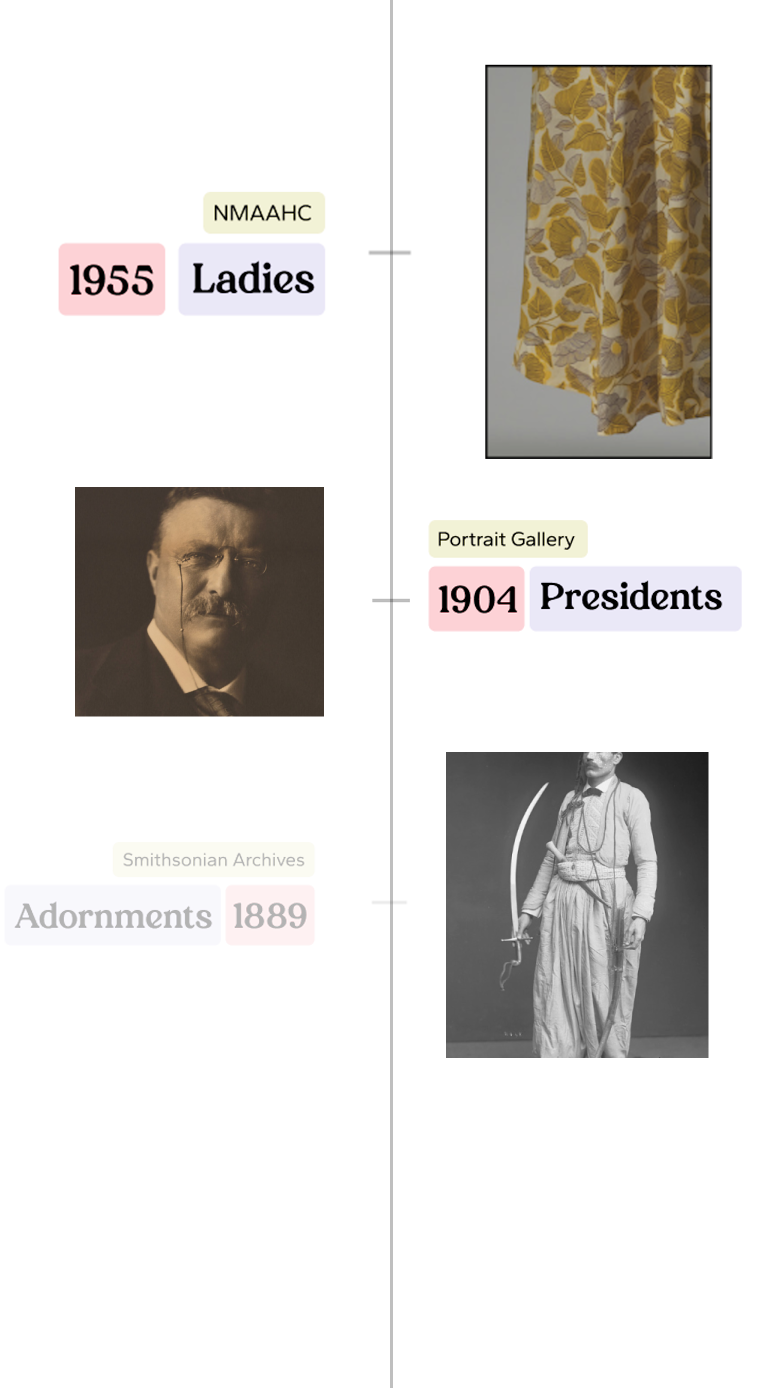 NMAAHC
1955 Ladies
Portrait Gallery
1904 Presidents
Smithsonian Archives
Adornments 1889